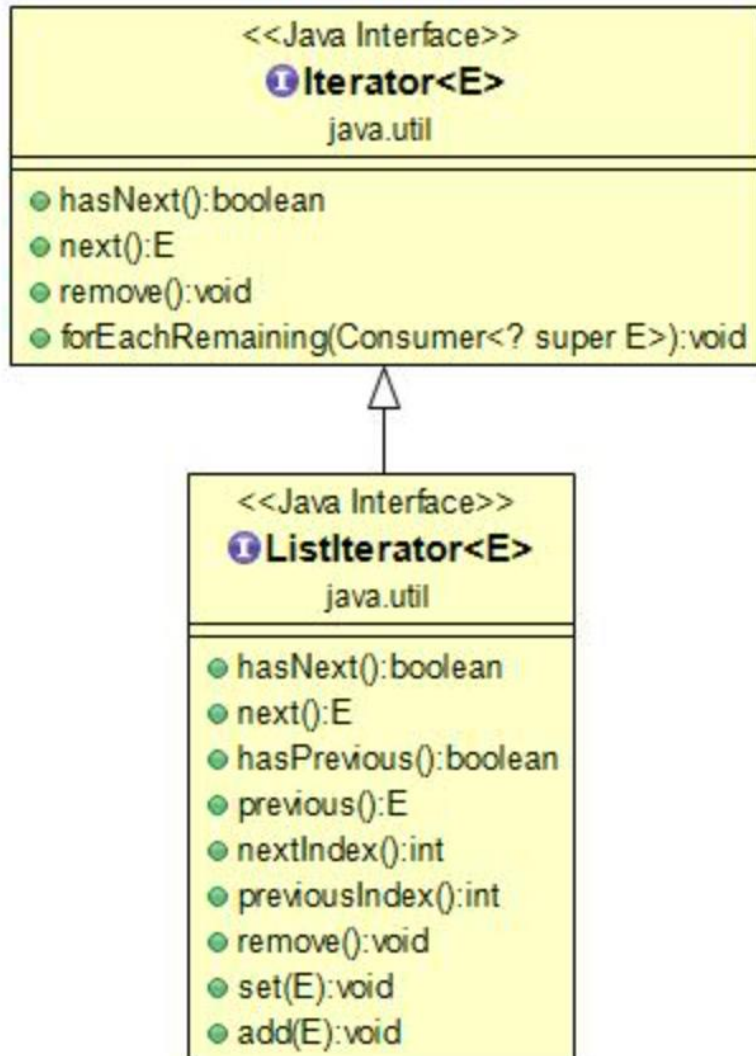 <<Java Interface>>
I Iterator<E>
java.util
hasNext():boolean
next():E
remove():void
forEachRemaining(Consumer<? super E>):void
<<Java Interface>>
I ListIterator<E>
java.util
hasNext():boolean
next():E
hasPrevious():boolean
previous():E
nextIndex():int
previousIndex():int
remove():void
set(E):void
add(E):void